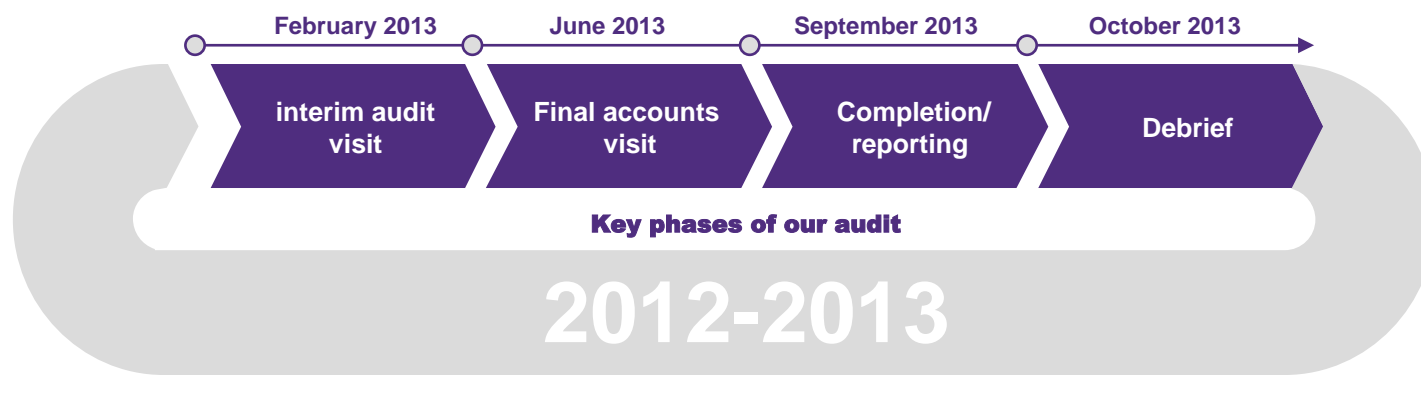 February 2013
June 2013
September 2013
October 2013
interim audit
visit
Final accounts
visit
Completion/
reporting
Debrief
Key phases of our audit
2012-2013